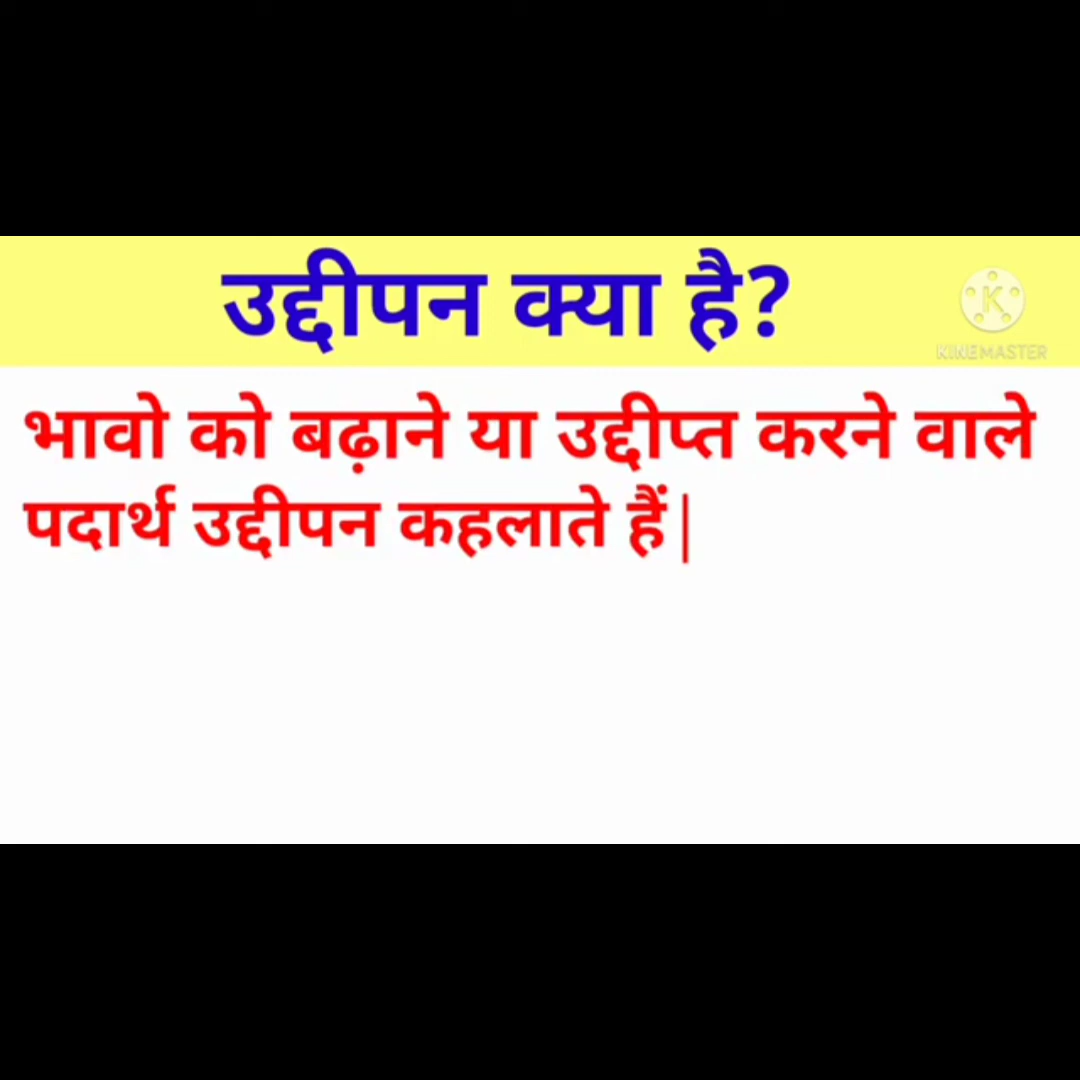 उद्दीपन क्या है?
KINEMASTER
भावो को बढ़ाने या उद्दीप्त करने वाले
पदार्थ उद्दीपन कहलाते हैं|